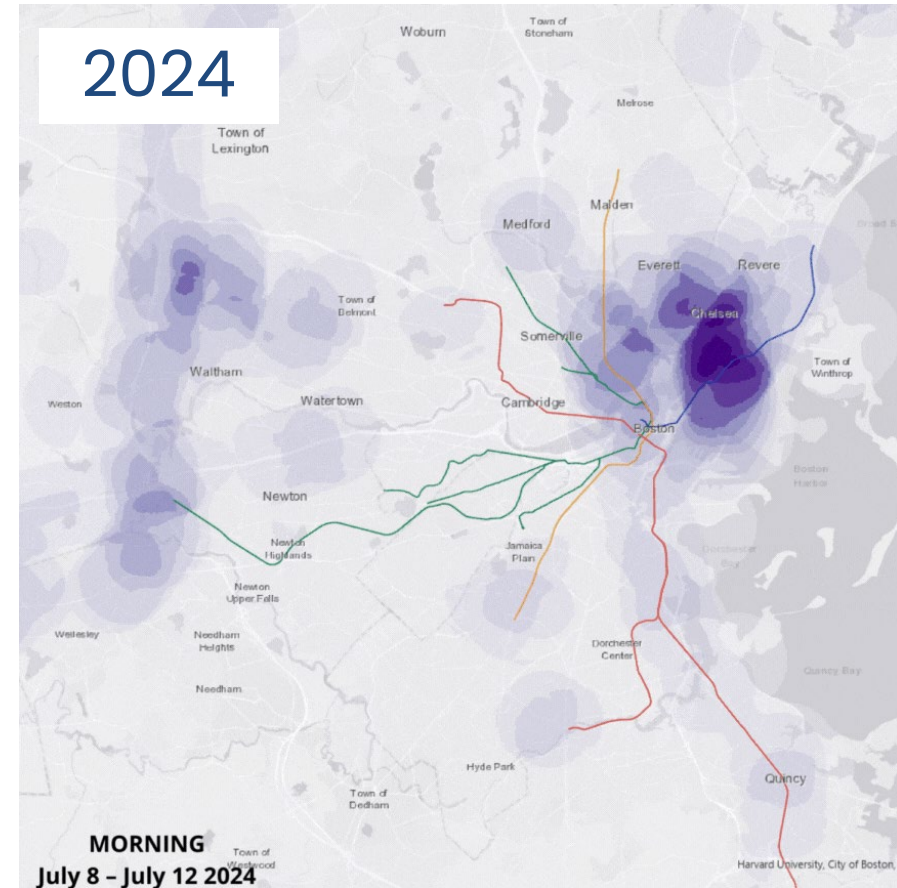 Woburn
Town of
Stoneham
2024
Melrose
Town of
Lexington
Malden
Medford
Everett
Revere
Town of
Belmont
Chelsea
Somerville
Waltham
Town of
Winthrop
Weston
Watertown
Cambridge
Boston
Boston
Harbor
Newton
Newton
Highlands
Jamaica
Plain
Dorchester
Bay
Newton
Upper Falls
Wellesley
Needham
Heights
Dorchester
Center
Quincy Bay
Needham
Hyde Park
Quincy
Town of
Dedham
MORNING
Town of
Westwood
July 8 – July 12 2024
Harvard University, City of Boston,